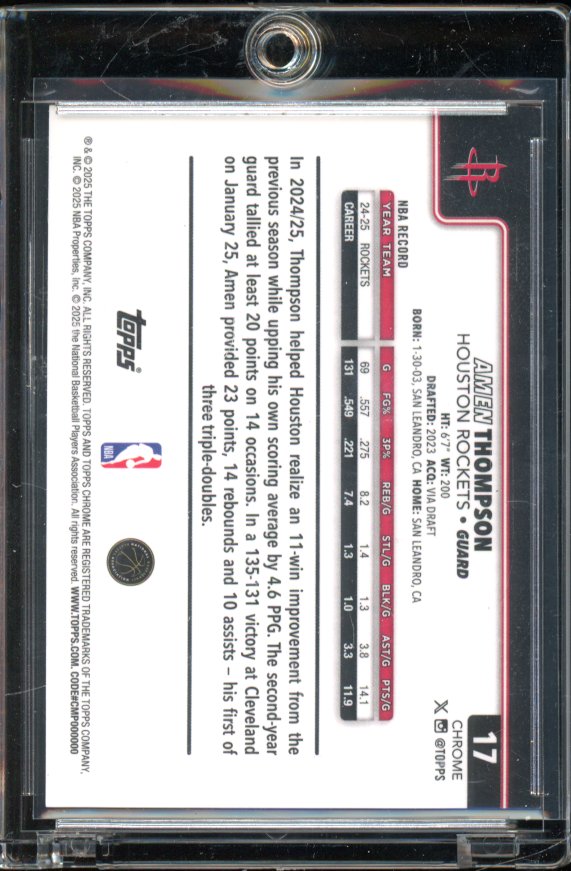 17
CHROME
@TOPPS
AMEN THOMPSON
HOUSTON ROCKETS • GUARD
HT: 6'7" WT: 200
DRAFTED: 2023 ACQ: VIA DRAFT
BORN: 1-30-03, SAN LEANDRO, CA HOME: SAN LEANDRO, CA
NBA RECORD
YEAR TEAM G FG% 3P% REB/G STL/G BLK/G AST/G PTS/G
24-25 ROCKETS 69 .557 .275 8.2 1.4 1.3 3.8 14.1
CAREER 131 .549 .221 7.4 1.3 1.0 3.3 11.9
In 2024/25, Thompson helped Houston realize an 11-win improvement from the
previous season while upping his own scoring average by 4.6 PPG. The second-year
guard tallied at least 20 points on 14 occasions. In a 135-131 victory at Cleveland
on January 25, Amen provided 23 points, 14 rebounds and 10 assists – his first of
three triple-doubles.
topps®
NBA
® & © 2025 THE TOPPS COMPANY, INC. ALL RIGHTS RESERVED. TOPPS AND TOPPS CHROME ARE REGISTERED TRADEMARKS OF THE TOPPS COMPANY,
INC. © 2025 NBA Properties, Inc. © 2025 the National Basketball Players Association. All rights reserved. WWW.TOPPS.COM. CODE#CMP000000